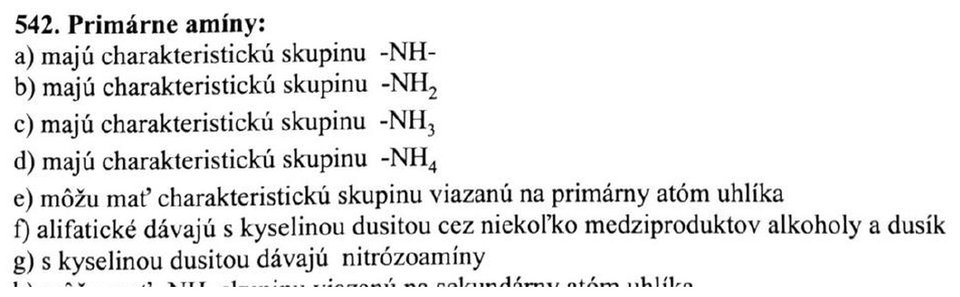 542. Primárne amíny:
a) majú charakteristickú skupinu -NH-
b) majú charakteristickú skupinu -NH₂
c) majú charakteristickú skupinu -NH₃
d) majú charakteristickú skupinu -NH₄
e) môžu mať charakteristickú skupinu viazanú na primárny atóm uhlíka
f) alifatické dávajú s kyselinou dusitou cez niekoľko medziproduktov alkoholy a dusík
g) s kyselinou dusitou dávajú nitrózoamíny